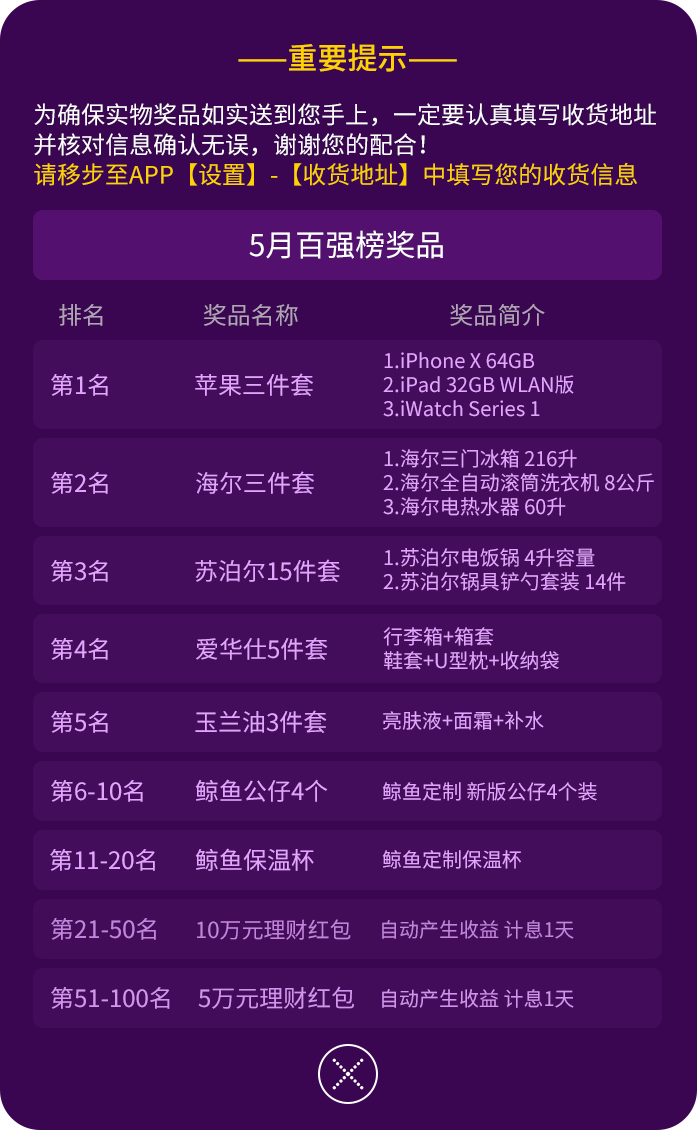 ——重要提示——
为确保实物奖品如实送到您手上，一定要认真填写收货地址
并核对信息确认无误，谢谢您的配合！
请移步至APP【设置】-【收货地址】中填写您的收货信息
5月百强榜奖品
排名 奖品名称 奖品简介
第1名 苹果三件套
1.iPhone X 64GB
2.iPad 32GB WLAN版
3.iWatch Series 1
第2名 海尔三件套
1.海尔三门冰箱 216升
2.海尔全自动滚筒洗衣机 8公斤
3.海尔电热水器 60升
第3名 苏泊尔15件套
1.苏泊尔电饭锅 4升容量
2.苏泊尔锅具铲勺套装 14件
第4名 爱华仕5件套
行李箱+箱套
鞋套+U型枕+收纳袋
第5名 玉兰油3件套 亮肤液+面霜+补水
第6-10名 鲸鱼公仔4个 鲸鱼定制 新版公仔4个装
第11-20名 鲸鱼保温杯 鲸鱼定制保温杯
第21-50名 10万元理财红包 自动产生收益 计息1天
第51-100名 5万元理财红包 自动产生收益 计息1天